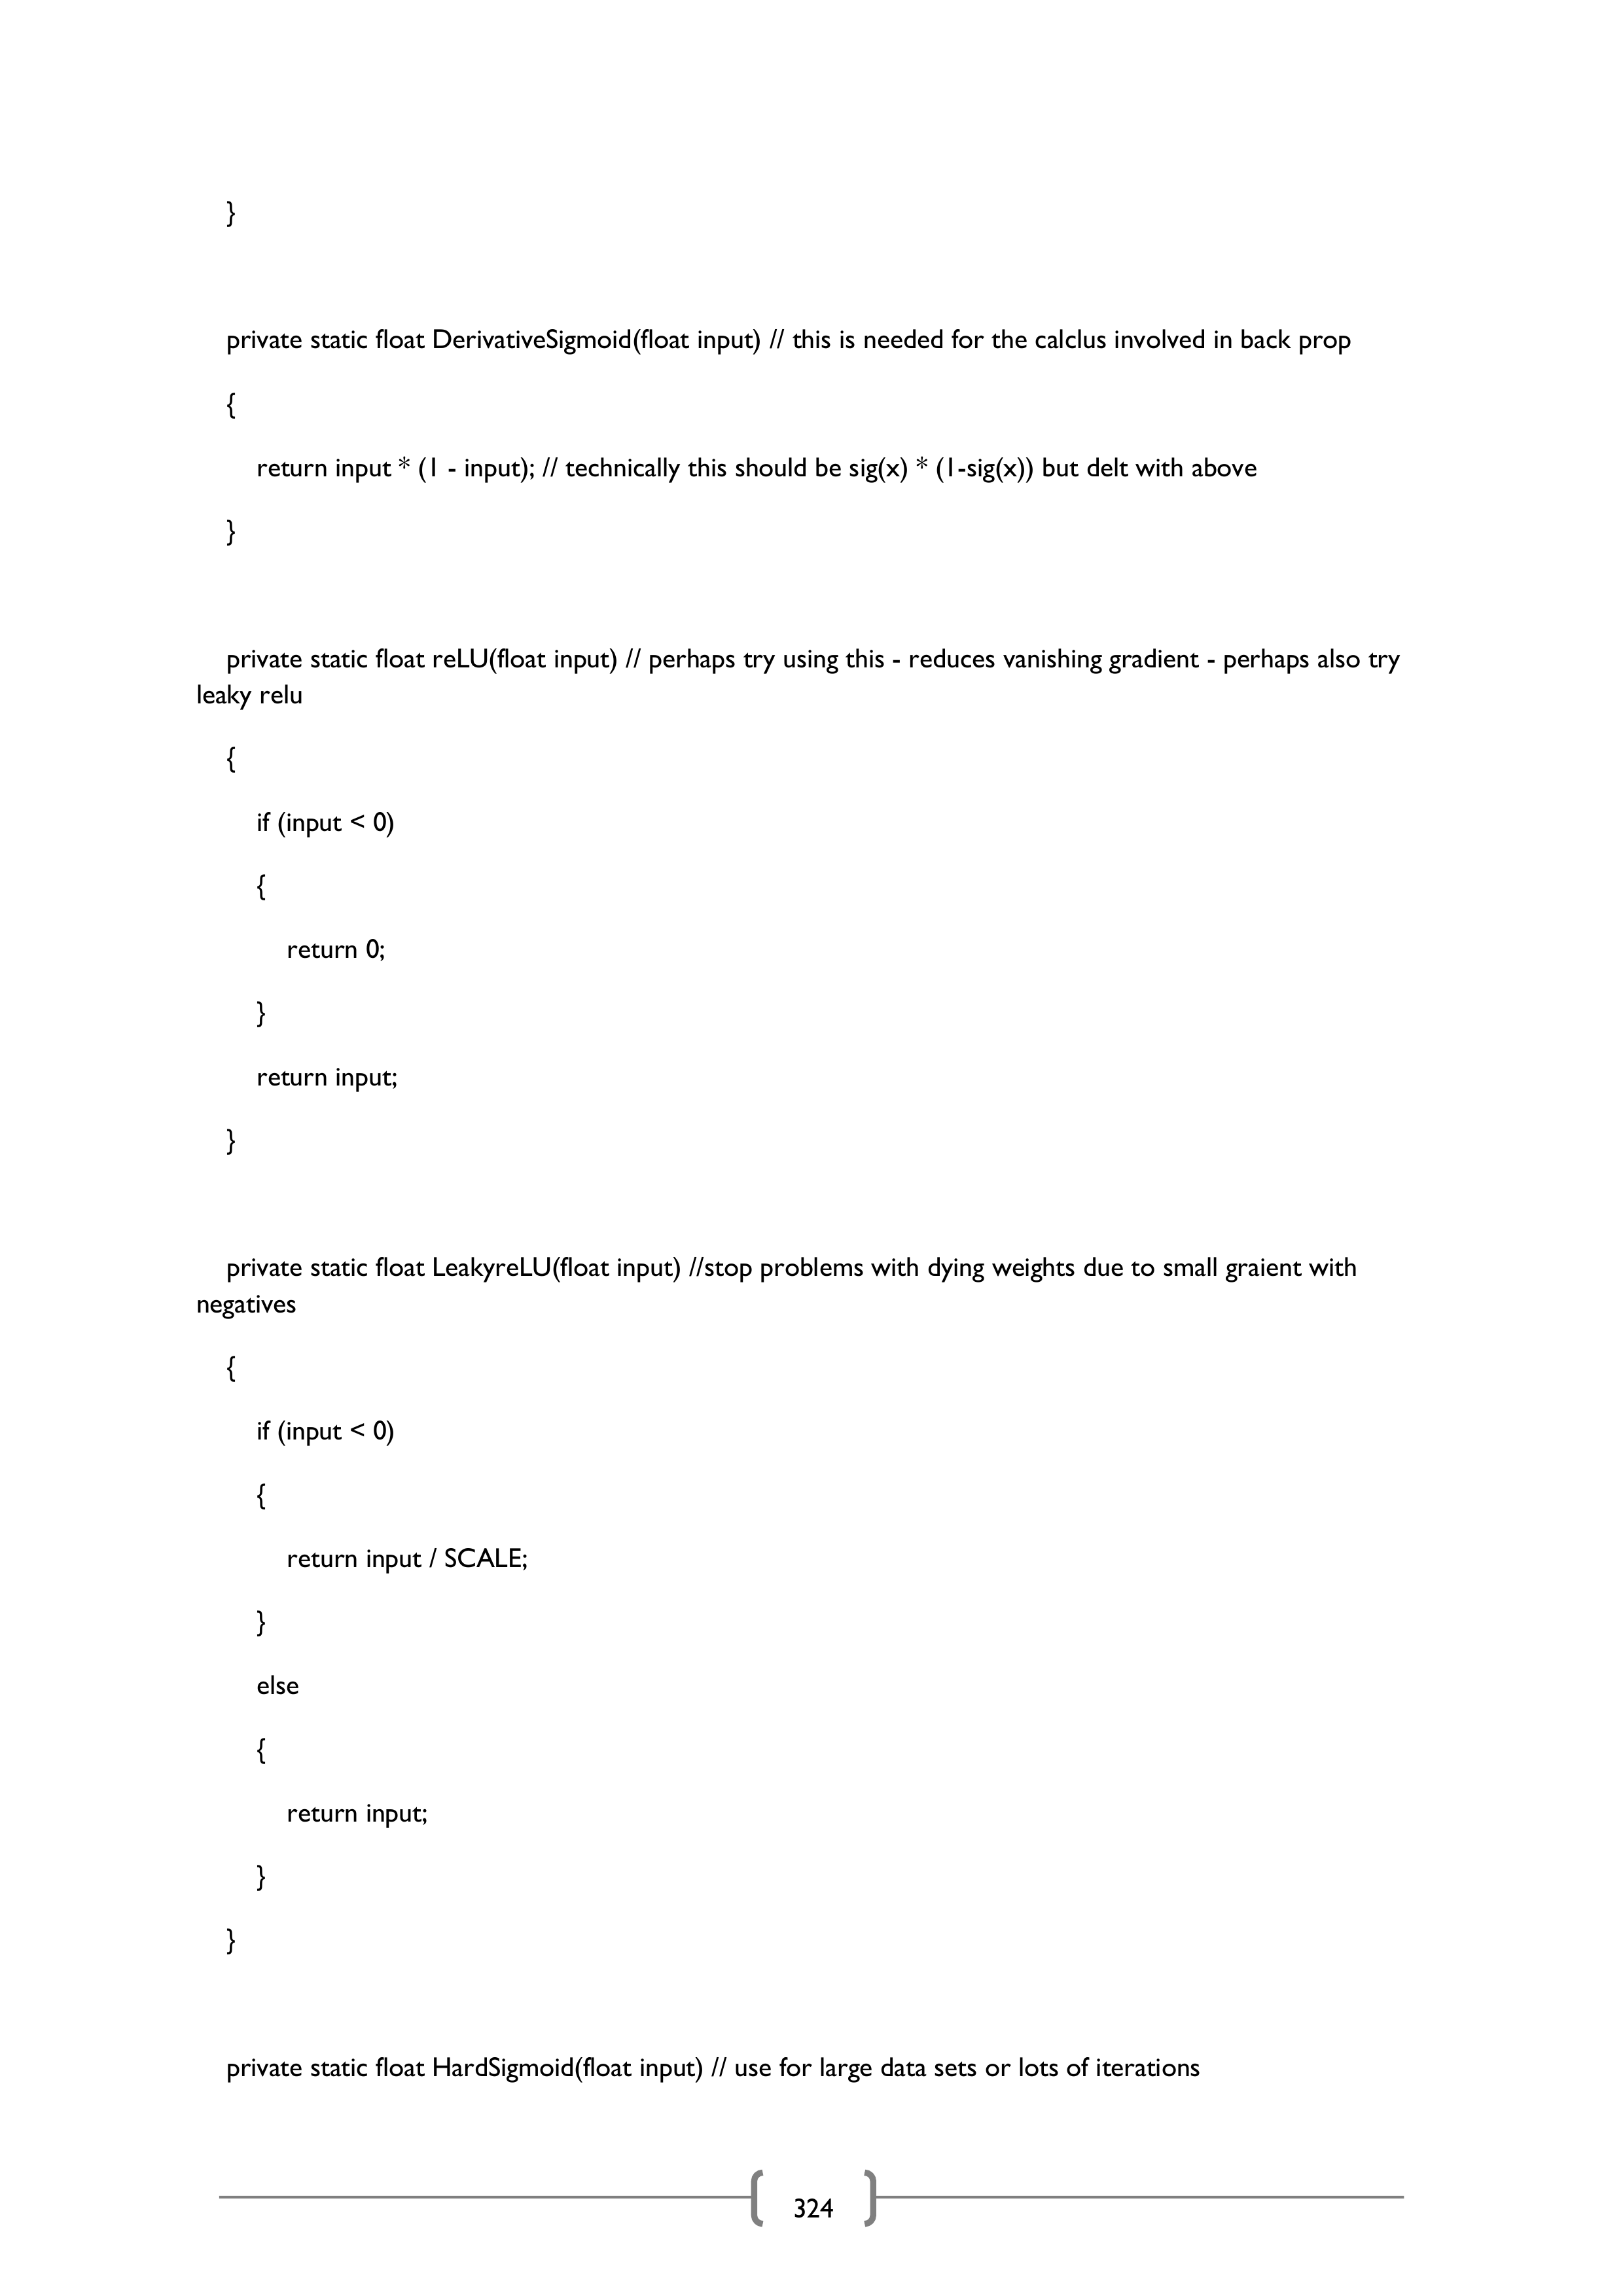 }
private static float DerivativeSigmoid(float input) // this is needed for the calclus involved in back prop
{
return input * (1 - input); // technically this should be sig(x) * (1-sig(x)) but delt with above
}
private static float reLU(float input) // perhaps try using this - reduces vanishing gradient - perhaps also try
leaky relu
{
if (input < 0)
{
return 0;
}
return input;
}
private static float LeakyreLU(float input) //stop problems with dying weights due to small graient with
negatives
{
if (input < 0)
{
return input / SCALE;
}
else
{
return input;
}
}
private static float HardSigmoid(float input) // use for large data sets or lots of iterations
324